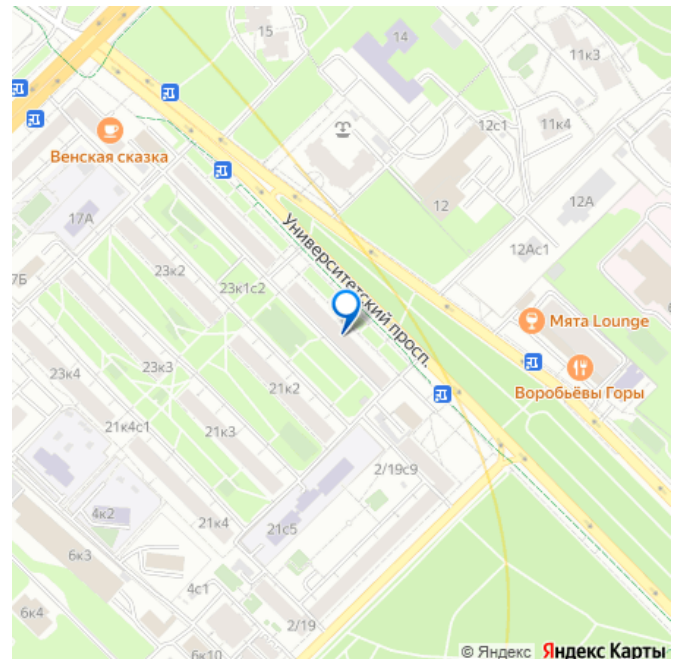 15
14
11к3
Венская сказка
12с1
11к4
17А
12
12А
Университетский просп.
12Ас1
7Б
23к2
23к1с2
Мята Lounge
23к3
23к4
21к2
Воробьёвы Горы
21к4с1
21к3
2/19с9
4к2
21к4
21с5
6к3
4с1
6к4
2/19
6к10
© Яндекс Яндекс Карты